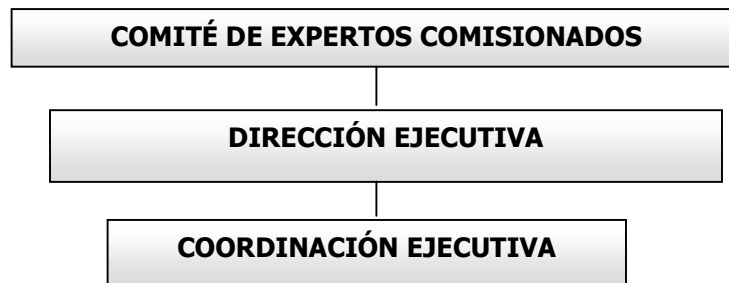 COMITÉ DE EXPERTOS COMISIONADOS
DIRECCIÓN EJECUTIVA
COORDINACIÓN EJECUTIVA